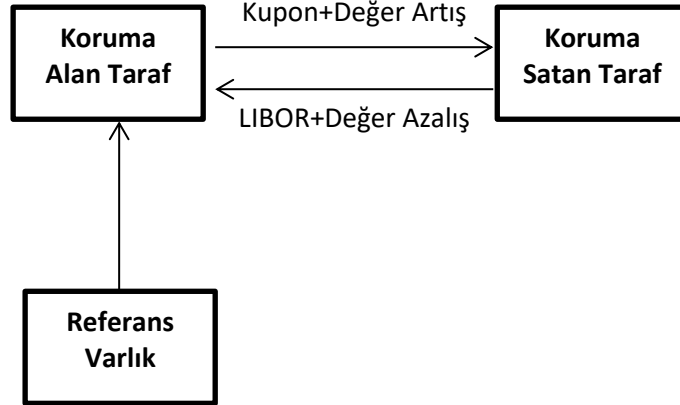 Kupon+Değer Artış
Koruma
Alan Taraf
Koruma
Satan Taraf
LIBOR+Değer Azalış
Referans
Varlık